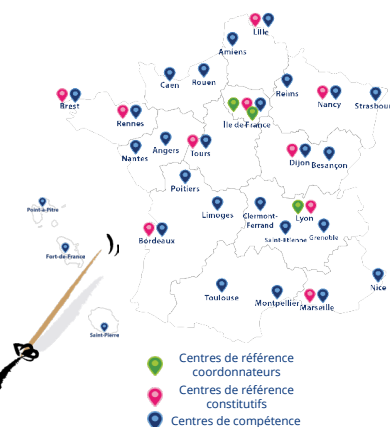 Lille
Amiens
Caen
Rouen
Reims
Brest
Nancy
Strasbour
Rennes
Ile de France
Angers
Tours
Nantes
Dijon
Besançon
Poitiers
Limoges
Clermont-
Ferrand
Lyon
Saint-Etienne
Grenoble
Point-à-Pitre
Fort-de-France
Bordeaux
Toulouse
Montpellier
Marseille
Nice
Saint-Pierre
Centres de référence
coordonnateurs
Centres de référence
constitutifs
Centres de compétence